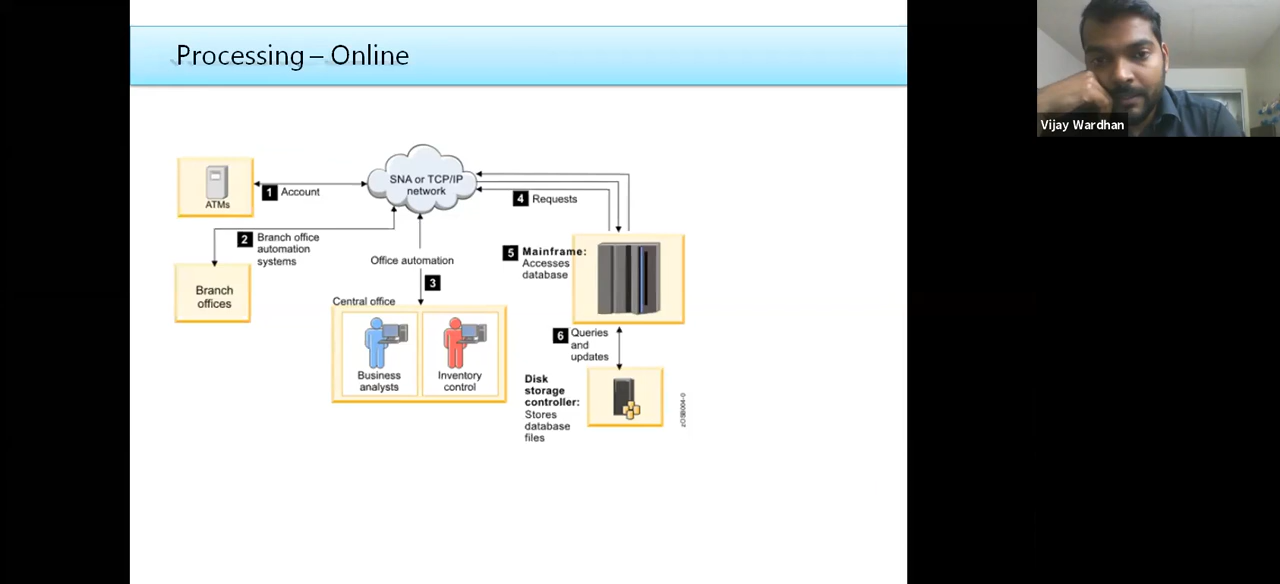 Processing – Online
Vijay Wardhan
ATMs
1 Account
SNA or TCP/IP
network
4 Requests
2 Branch office
automation
systems
Branch
offices
Office automation
3
Central office
Business
analysts
Inventory
control
5 Mainframe:
Accesses
database
6 Queries
and
updates
Disk
storage
controller:
Stores
database
files
zOSB004-0